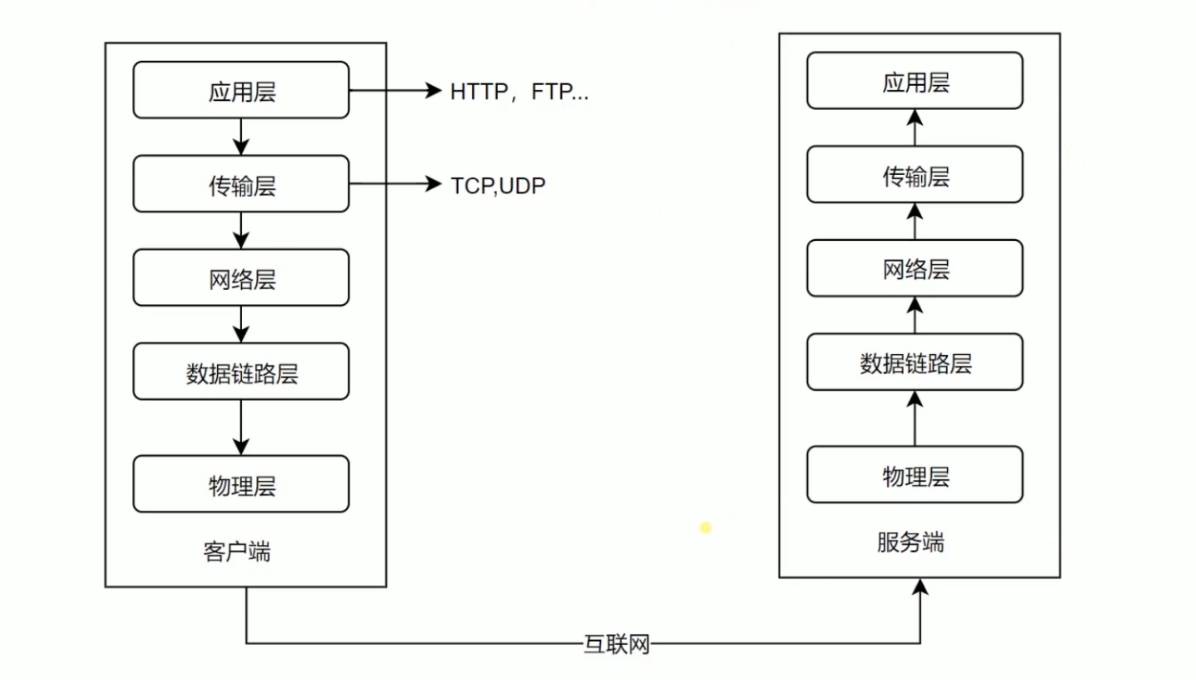 应用层
HTTP，FTP...
传输层
TCP,UDP
网络层
数据链路层
物理层
客户端
应用层
传输层
网络层
数据链路层
物理层
服务端
互联网